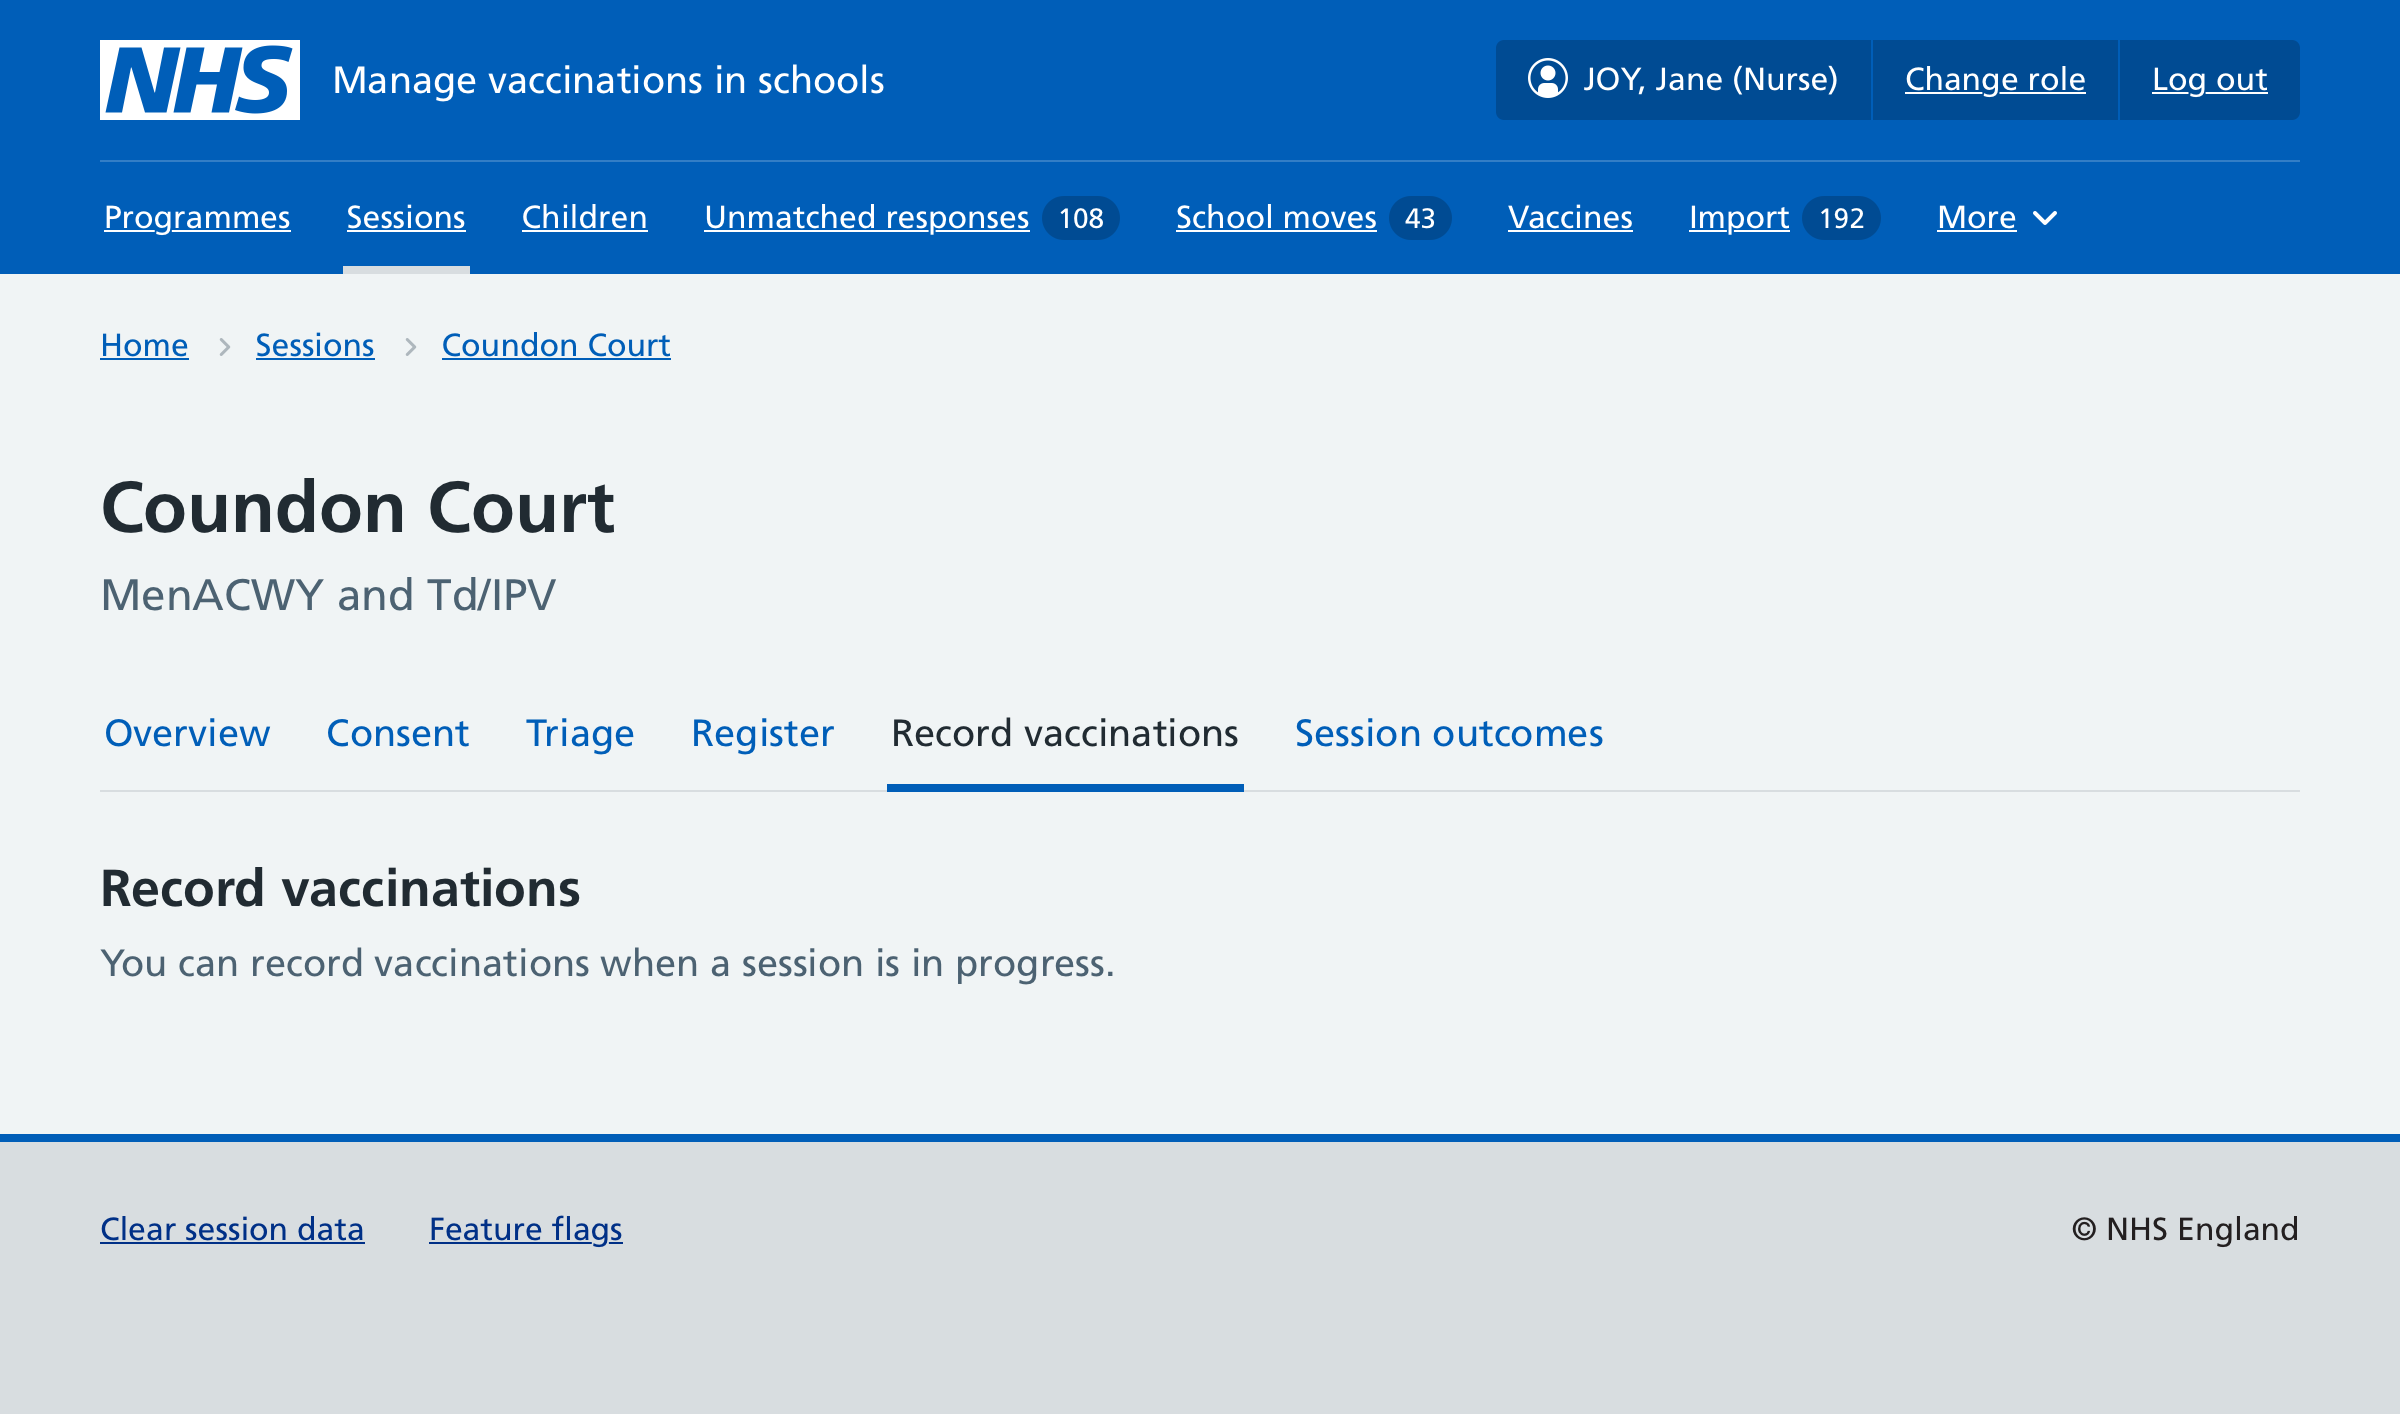 NHS Manage vaccinations in schools JOY, Jane (Nurse) Change role Log out
Programmes Sessions Children Unmatched responses 108 School moves 43 Vaccines Import 192 More
Home Sessions Coundon Court
Coundon Court
MenACWY and Td/IPV
Overview Consent Triage Register Record vaccinations Session outcomes
Record vaccinations
You can record vaccinations when a session is in progress.
Clear session data Feature flags © NHS England